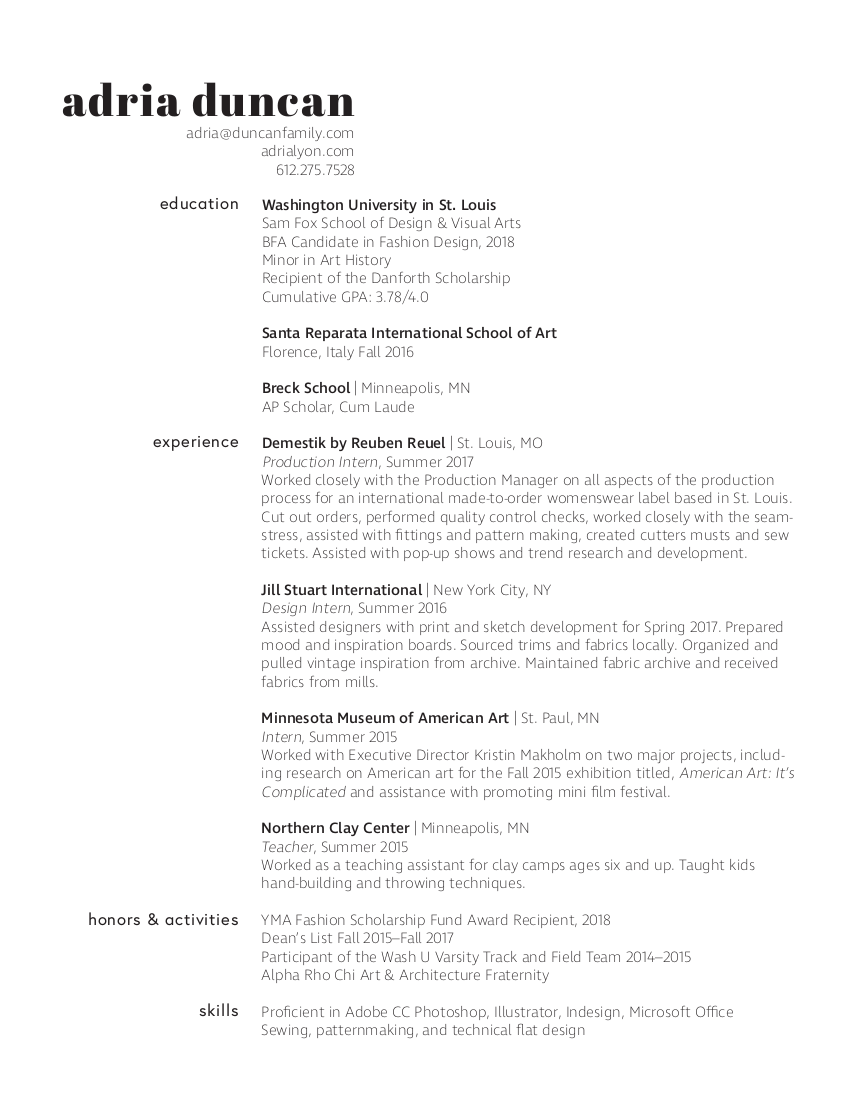 adria duncan
adria@duncanfamily.com
adrialyon.com
612.275.7528
education
Washington University in St. Louis
Sam Fox School of Design & Visual Arts
BFA Candidate in Fashion Design, 2018
Minor in Art History
Recipient of the Danforth Scholarship
Cumulative GPA: 3.78/4.0
Santa Reparata International School of Art
Florence, Italy Fall 2016
Breck School | Minneapolis, MN
AP Scholar, Cum Laude
experience
Demestik by Reuben Reuel | St. Louis, MO
Production Intern, Summer 2017
Worked closely with the Production Manager on all aspects of the production
process for an international made-to-order womenswear label based in St. Louis.
Cut out orders, performed quality control checks, worked closely with the seam-
stress, assisted with fittings and pattern making, created cutters musts and sew
tickets. Assisted with pop-up shows and trend research and development.
Jill Stuart International | New York City, NY
Design Intern, Summer 2016
Assisted designers with print and sketch development for Spring 2017. Prepared
mood and inspiration boards. Sourced trims and fabrics locally. Organized and
pulled vintage inspiration from archive. Maintained fabric archive and received
fabrics from mills.
Minnesota Museum of American Art | St. Paul, MN
Intern, Summer 2015
Worked with Executive Director Kristin Makholm on two major projects, includ-
ing research on American art for the Fall 2015 exhibition titled, American Art: It's
Complicated and assistance with promoting mini film festival.
Northern Clay Center | Minneapolis, MN
Teacher, Summer 2015
Worked as a teaching assistant for clay camps ages six and up. Taught kids
hand-building and throwing techniques.
honors & activities
YMA Fashion Scholarship Fund Award Recipient, 2018
Dean's List Fall 2015–Fall 2017
Participant of the Wash U Varsity Track and Field Team 2014–2015
Alpha Rho Chi Art & Architecture Fraternity
skills
Proficient in Adobe CC Photoshop, Illustrator, Indesign, Microsoft Office
Sewing, patternmaking, and technical flat design